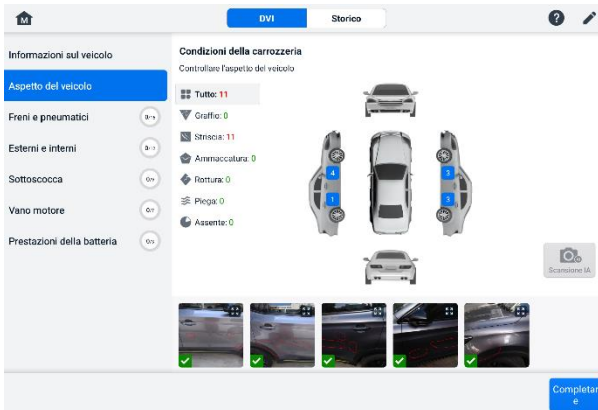 M
DVI
Storico
Informazioni sul veicolo
Aspetto del veicolo
Freni e pneumatici
Esterni e interni
Sottoscocca
Vano motore
Prestazioni della batteria
Condizioni della carrozzeria
Controllare l'aspetto del veicolo
Tutto: 11
Graffio: 0
Striscia: 11
Ammaccatura: 0
Rottura: 0
Piega: 0
Assente: 0
4
1
3
3
Scansione IA
Completar
e